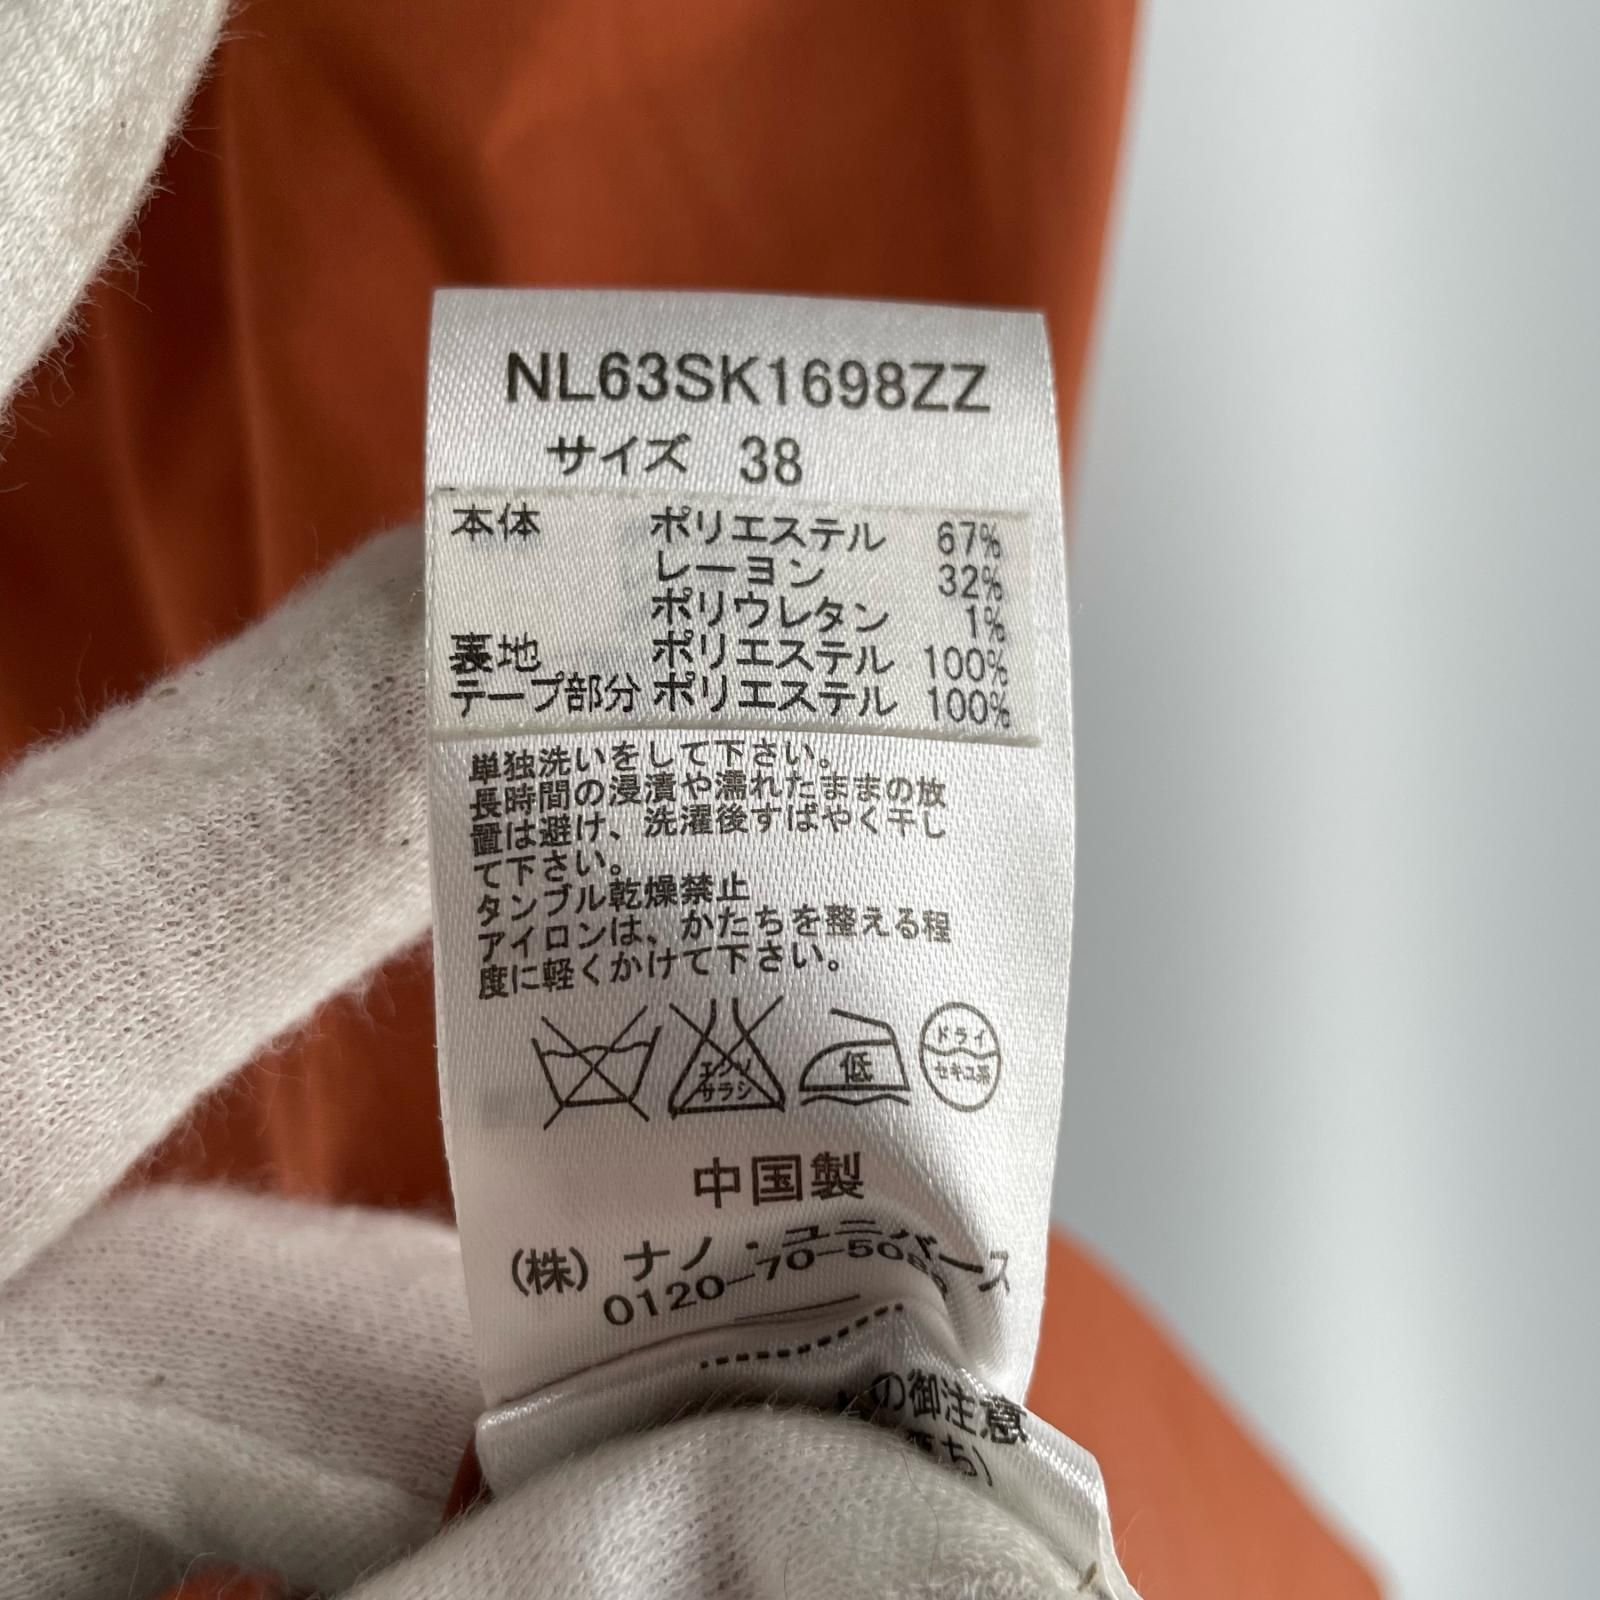 NL63SK1698ZZ
サイズ 38
本体 ポリエステル 67%
レーヨン 32%
ポリウレタン 1%
裏地 ポリエステル 100%
テープ部分 ポリエステル 100%
単独洗いをして下さい。
長時間の浸漬や濡れたままの放
置は避け、洗濯後すばやく干し
て下さい。
タンブル乾燥禁止
アイロンは、かたちを整える程
度に軽くかけて下さい。
エンソ
サラシ
低
ドライ
セキユ系
中国製
(株) ナノ・ユニバース
0120-70-508
の御注意
ち)